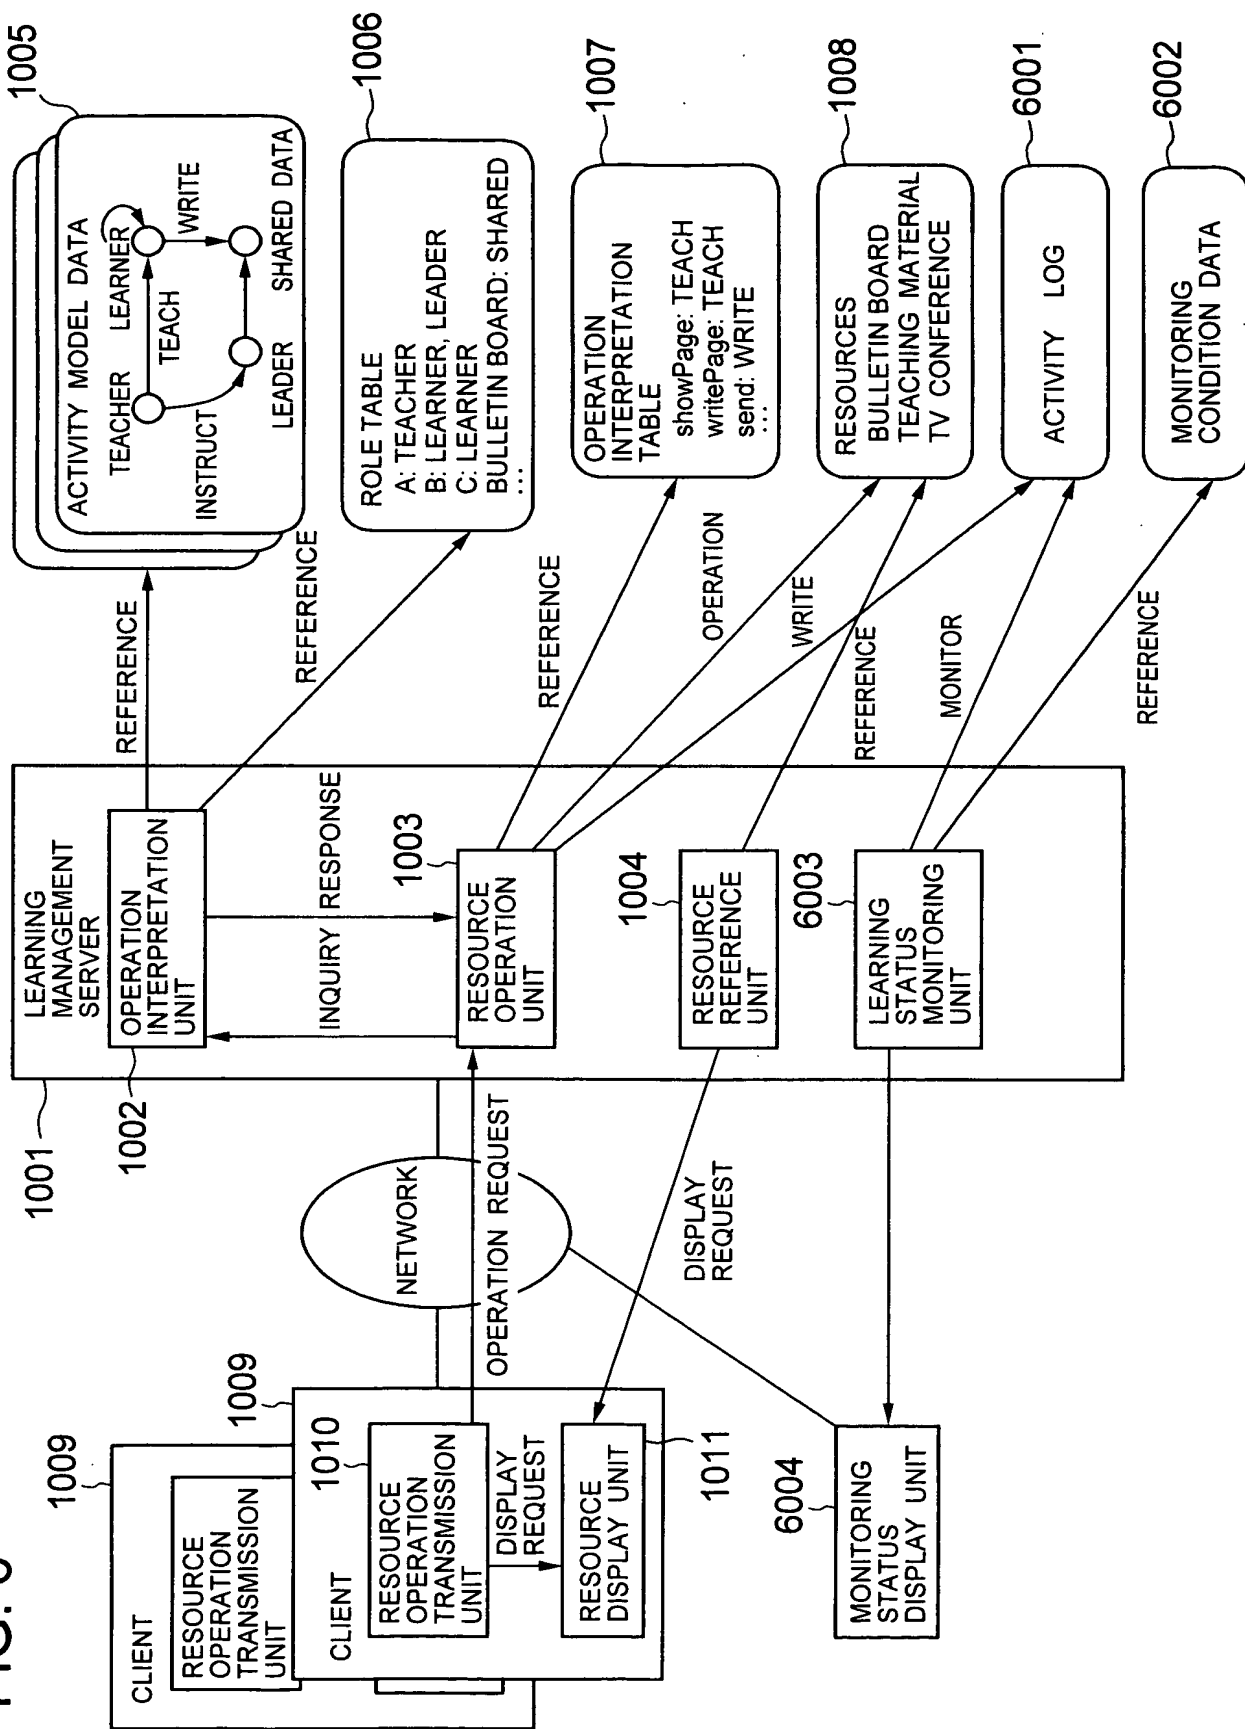 FIG. 6
1009
CLIENT
RESOURCE
OPERATION
TRANSMISSION
UNIT
1009
CLIENT
1010
RESOURCE
OPERATION
TRANSMISSION
UNIT
DISPLAY
REQUEST
RESOURCE
DISPLAY UNIT
1011
6004
MONITORING
STATUS
DISPLAY UNIT
NETWORK
OPERATION REQUEST
DISPLAY
REQUEST
1001
LEARNING
MANAGEMENT
SERVER
1002
OPERATION
INTERPRETATION
UNIT
INQUIRY RESPONSE
1003
RESOURCE
OPERATION
UNIT
1004
RESOURCE
REFERENCE
UNIT
6003
LEARNING
STATUS
MONITORING
UNIT
REFERENCE
REFERENCE
REFERENCE
OPERATION
WRITE
REFERENCE
MONITOR
REFERENCE
1005
ACTIVITY MODEL DATA
TEACHER LEARNER
TEACH
WRITE
INSTRUCT
LEADER SHARED DATA
1006
ROLE TABLE
A: TEACHER
B: LEARNER, LEADER
C: LEARNER
BULLETIN BOARD: SHARED
...
1007
OPERATION
INTERPRETATION
TABLE
showPage: TEACH
writePage: TEACH
send: WRITE
...
1008
RESOURCES
BULLETIN BOARD
TEACHING MATERIAL
TV CONFERENCE
6001
ACTIVITY LOG
6002
MONITORING
CONDITION DATA